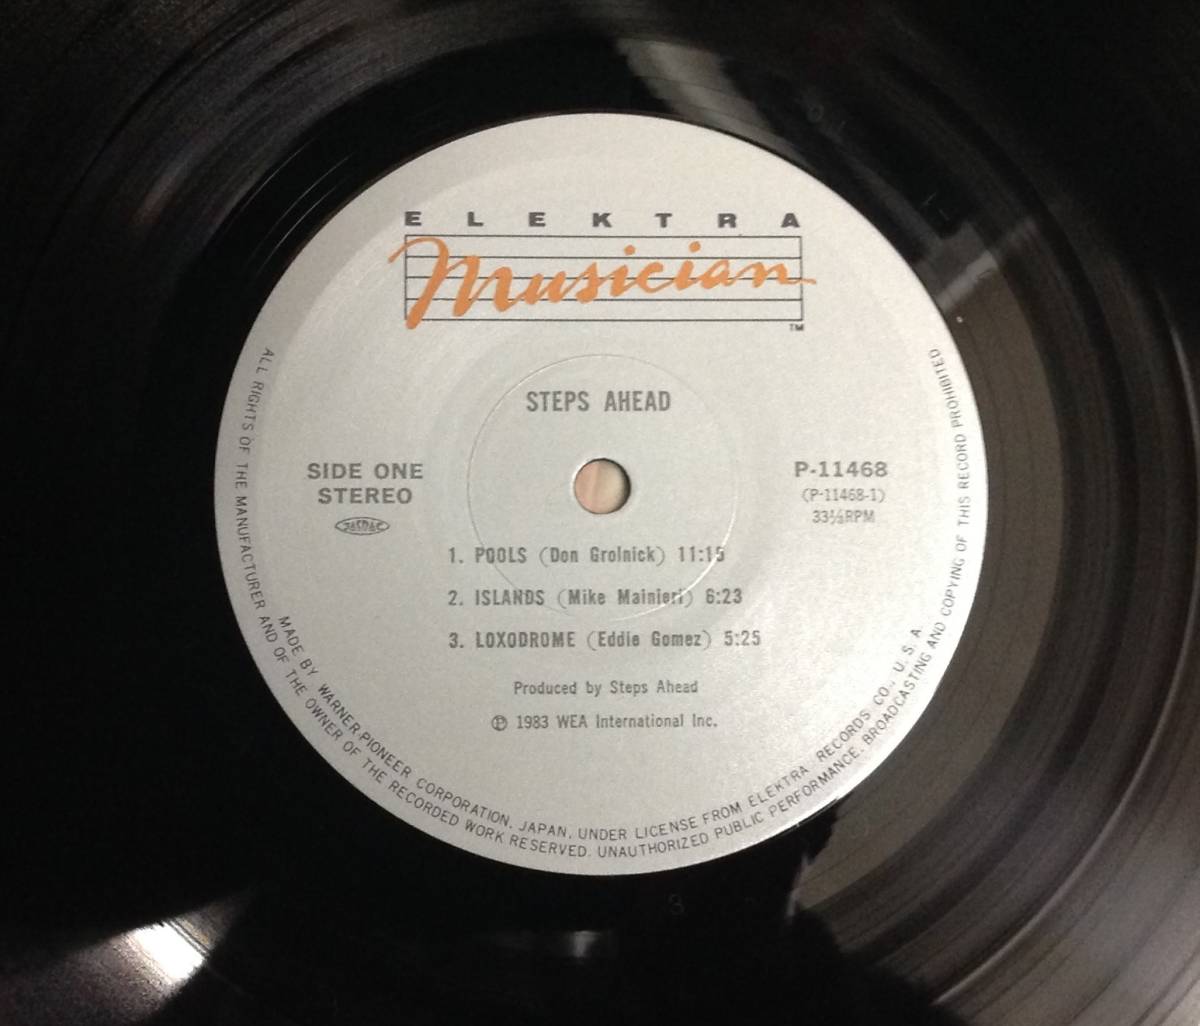 ELEKTRA
Musician
TM
STEPS AHEAD
SIDE ONE
STEREO
JASRAC
P-11468
(P-11468-1)
33⅓RPM
1. POOLS (Don Grolnick) 11:15
2. ISLANDS (Mike Mainieri) 6:23
3. LOXODROME (Eddie Gomez) 5:25
Produced by Steps Ahead
Ⓟ 1983 WEA International Inc.
MADE BY WARNER-PIONEER CORPORATION, JAPAN, UNDER LICENSE FROM ELEKTRA RECORDS CO., U.S.A.
ALL RIGHTS OF THE MANUFACTURER AND OF THE OWNER OF THE RECORDED WORK RESERVED. UNAUTHORIZED PUBLIC PERFORMANCE. BROADCASTING AND COPYING OF THIS RECORD PROHIBITED